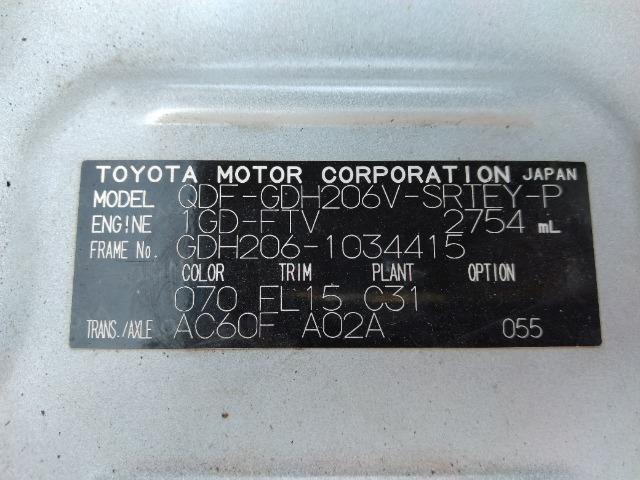 TOYOTA MOTOR CORPORATION JAPAN
MODEL QDF-GDH206V-SRTEY-P
ENGINE 1GD-FTV 2754 mL
FRAME No. GDH206-1034415
COLOR TRIM PLANT OPTION
070 FL15 C31
TRANS./AXLE AC60F A02A 055